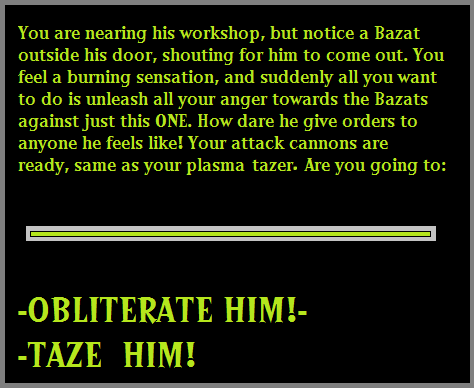 You are nearing his workshop, but notice a Bazat
outside his door, shouting for him to come out. You
feel a burning sensation, and suddenly all you want
to do is unleash all your anger towards the Bazats
against just this ONE. How dare he give orders to
anyone he feels like! Your attack cannons are
ready, same as your plasma tazer. Are you going to:
-OBLITERATE HIM!-
-TAZE HIM!